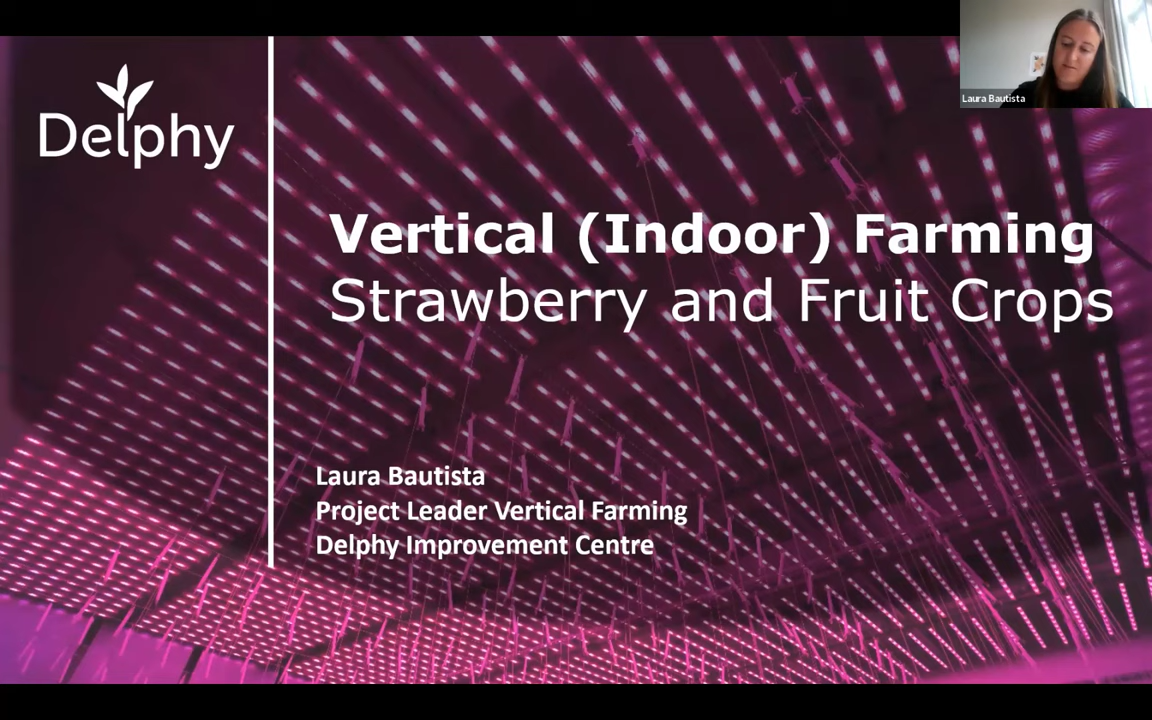 Delphy
Vertical (Indoor) Farming
Strawberry and Fruit Crops
Laura Bautista
Project Leader Vertical Farming
Delphy Improvement Centre
Laura Bautista